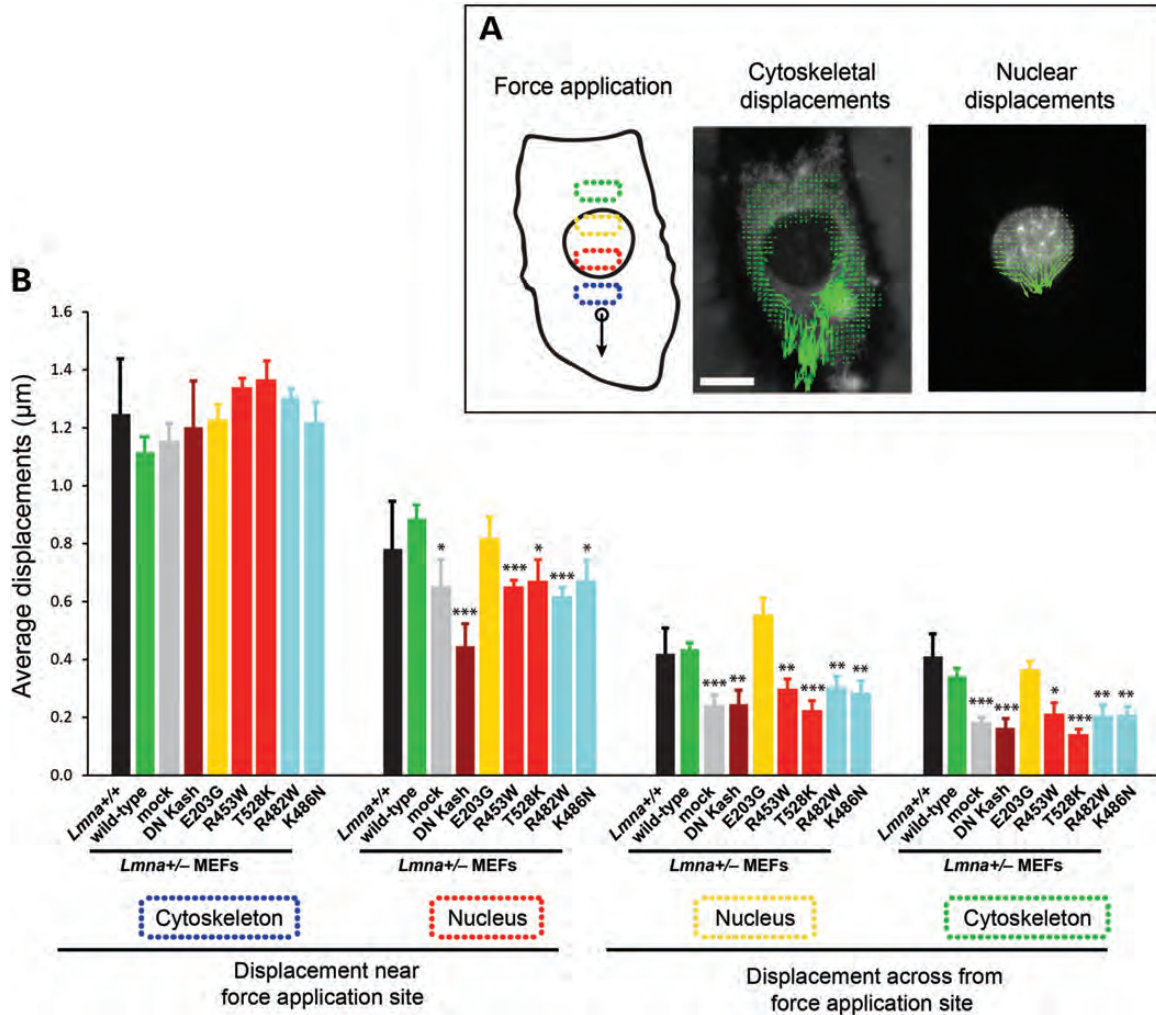 A
Force application
Cytoskeletal
displacements
Nuclear
displacements
B
Average displacements (μm)
1.6
1.4
1.2
1.0
0.8
0.6
0.4
0.2
0.0
* *** *** * *** *
*** ** ** *** ** **
*** *** * *** ** **
Lmna+/+ wild-type mock DN Kash E203G R453W T528K R482W K486N
Lmna+/+ wild-type mock DN Kash E203G R453W T528K R482W K486N
Lmna+/+ wild-type mock DN Kash E203G R453W T528K R482W K486N
Lmna+/+ wild-type mock DN Kash E203G R453W T528K R482W K486N
Lmna+/– MEFs
Lmna+/– MEFs
Lmna+/– MEFs
Lmna+/– MEFs
Cytoskeleton
Nucleus
Nucleus
Cytoskeleton
Displacement near
force application site
Displacement across from
force application site